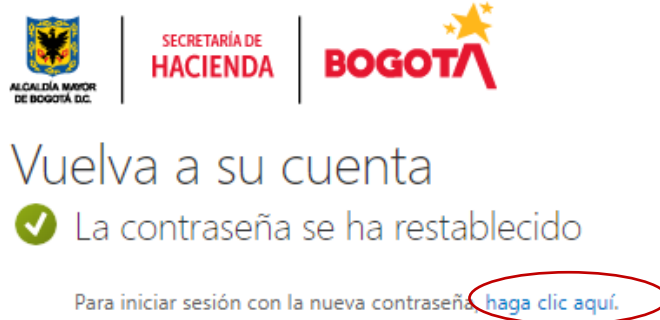 ALCALDÍA MAYOR
DE BOGOTÁ D.C.
SECRETARÍA DE
HACIENDA
BOGOTÁ
Vuelva a su cuenta
La contraseña se ha restablecido
Para iniciar sesión con la nueva contraseña, haga clic aquí.